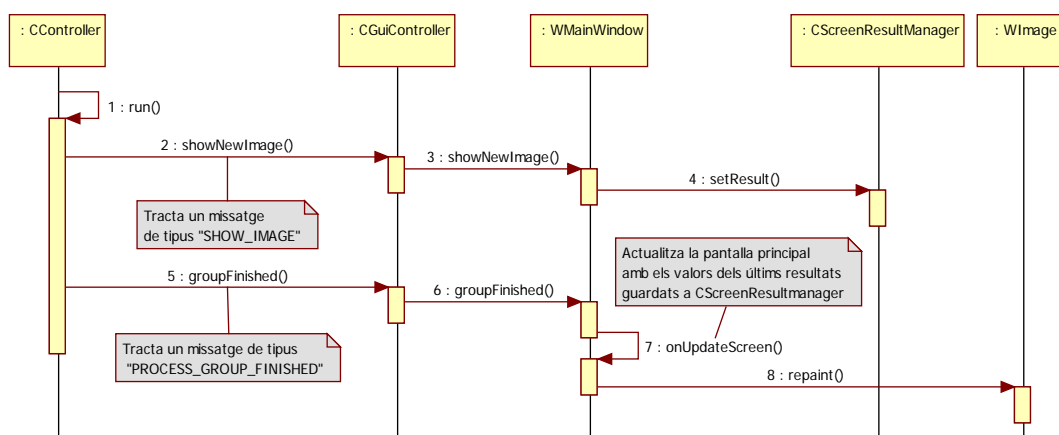 : CController
: CGuiController
: WMainWindow
: CScreenResultManager
: WImage
1 : run()
2 : showNewImage()
3 : showNewImage()
4 : setResult()
Tracta un missatge
de tipus "SHOW_IMAGE"
Actualitza la pantalla principal
amb els valors dels últims resultats
guardats a CScreenResultmanager
5 : groupFinished()
6 : groupFinished()
7 : onUpdateScreen()
Tracta un missatge de tipus
"PROCESS_GROUP_FINISHED"
8 : repaint()